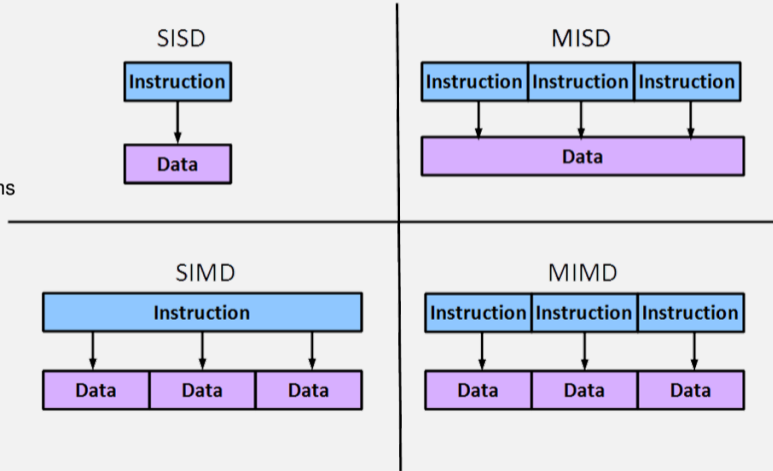 SISD
Instruction
Data
MISD
Instruction Instruction Instruction
Data
ns
SIMD
Instruction
Data Data Data
MIMD
Instruction Instruction Instruction
Data Data Data